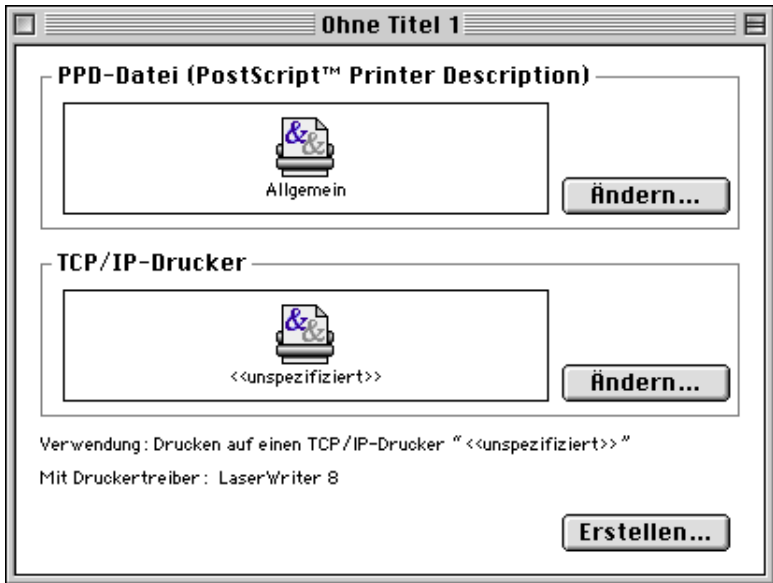 Ohne Titel 1
PPD-Datei (PostScript™ Printer Description)
&&
Allgemein
Ändern...
TCP/IP-Drucker
&&
<<unspezifiziert>>
Ändern...
Verwendung: Drucken auf einen TCP/IP-Drucker “<<unspezifiziert>>”
Mit Druckertreiber: LaserWriter 8
Erstellen...